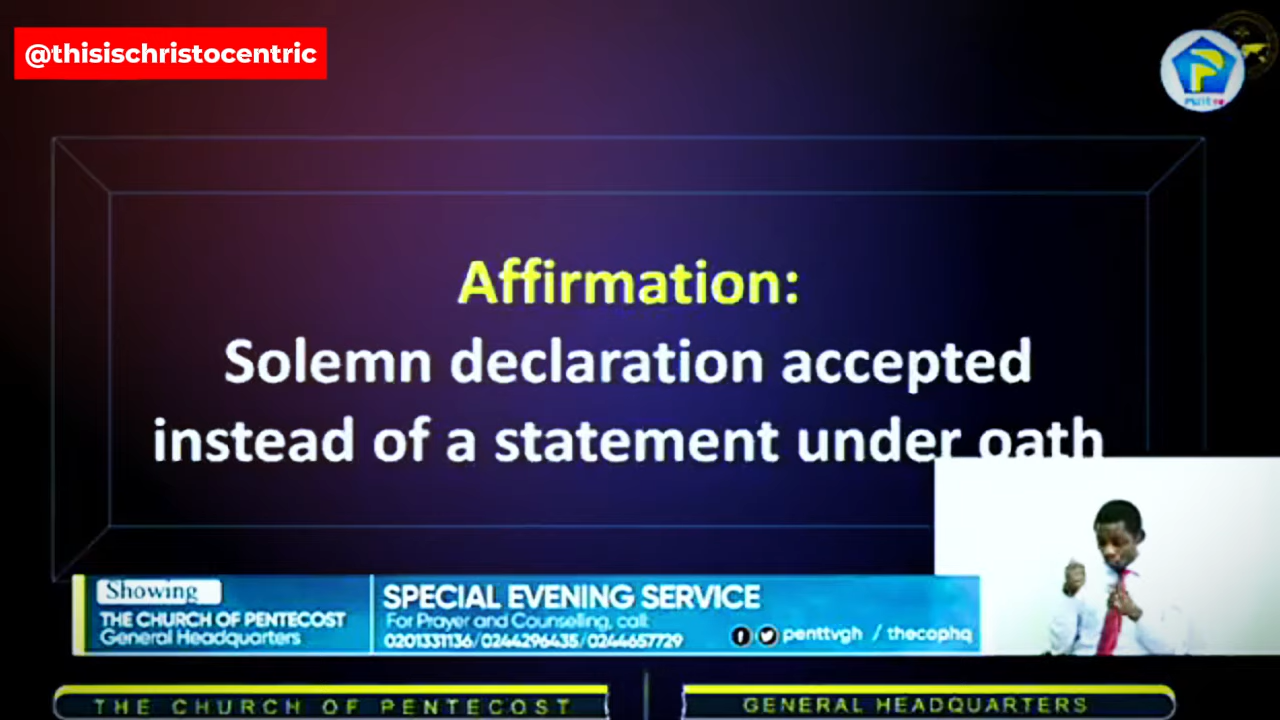 @thisischristocentric
Affirmation:
Solemn declaration accepted
instead of a statement under oath
Showing
THE CHURCH OF PENTECOST
General Headquarters
SPECIAL EVENING SERVICE
For Prayer and Counselling, call:
0201331136/0244296435/0244657729
penttvgh / thecophq
THE CHURCH OF PENTECOST
GENERAL HEADQUARTERS